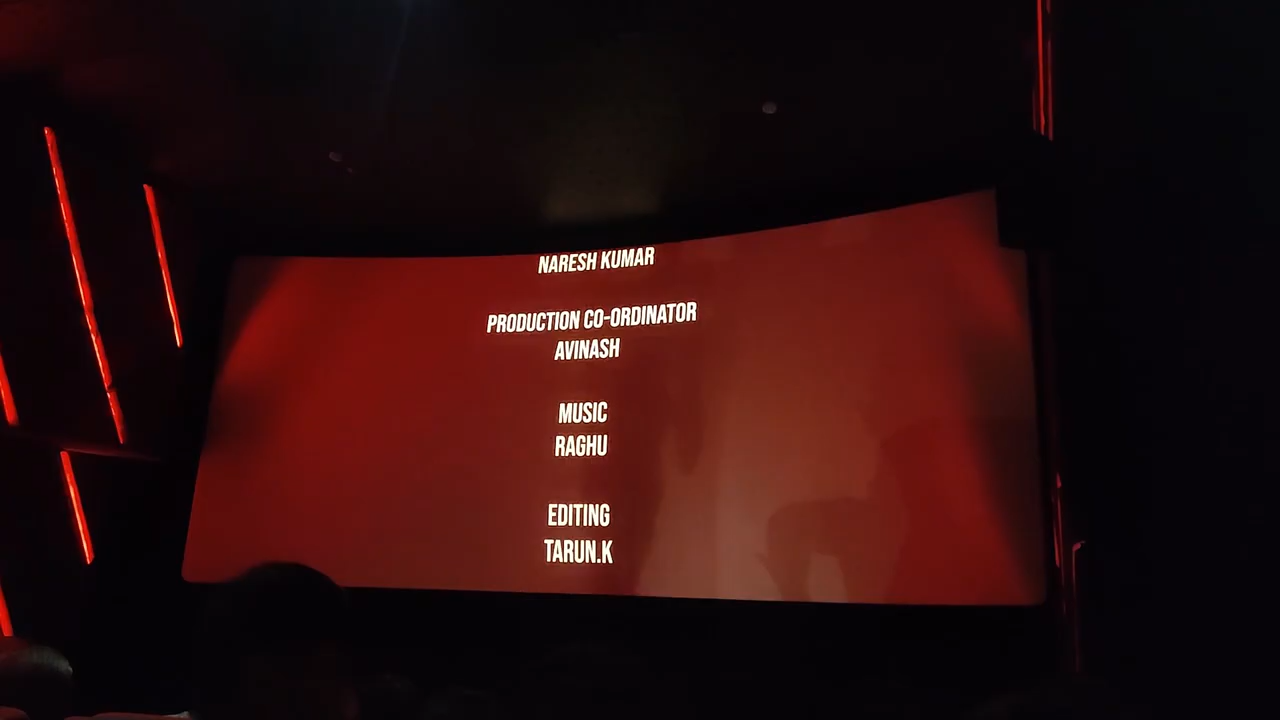 NARESH KUMAR
PRODUCTION CO-ORDINATOR
AVINASH
MUSIC
RAGHU
EDITING
TARUN.K